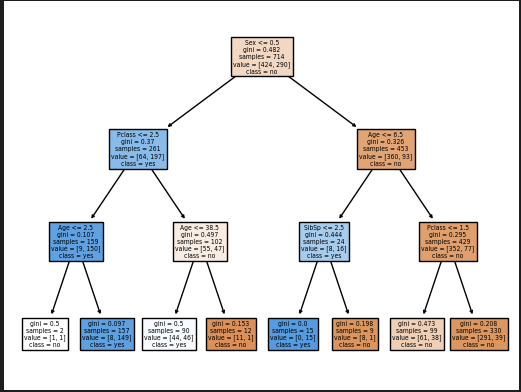 Sex <= 0.5
gini = 0.482
samples = 714
value = [424, 290]
class = no
Pclass <= 2.5
gini = 0.37
samples = 261
value = [64, 197]
class = yes
Age <= 6.5
gini = 0.326
samples = 453
value = [360, 93]
class = no
Age <= 2.5
gini = 0.107
samples = 159
value = [9, 150]
class = yes
Age <= 38.5
gini = 0.497
samples = 102
value = [55, 47]
class = no
SibSp <= 2.5
gini = 0.444
samples = 24
value = [8, 16]
class = yes
Pclass <= 1.5
gini = 0.295
samples = 429
value = [352, 77]
class = no
gini = 0.5
samples = 2
value = [1, 1]
class = no
gini = 0.097
samples = 157
value = [8, 149]
class = yes
gini = 0.5
samples = 90
value = [44, 46]
class = yes
gini = 0.153
samples = 12
value = [11, 1]
class = no
gini = 0.0
samples = 15
value = [0, 15]
class = yes
gini = 0.198
samples = 9
value = [8, 1]
class = no
gini = 0.473
samples = 99
value = [61, 38]
class = no
gini = 0.208
samples = 330
value = [291, 39]
class = no